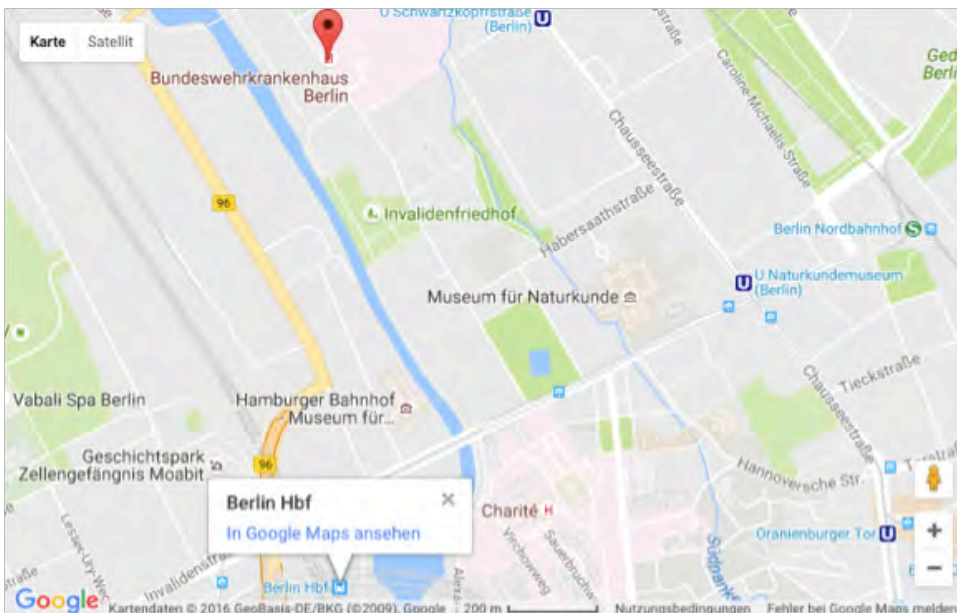 Karte Satellit
U Schwartzkopffstraße
(Berlin)
Bundeswehrkrankenhaus
Berlin
Caroline-Michaelis-Straße
Chausseestraße
96
Invalidenfriedhof
Habersaathstraße
Berlin Nordbahnhof S
U Naturkundemuseum
(Berlin)
Museum für Naturkunde
Tieckstraße
Vabali Spa Berlin
Hamburger Bahnhof
- Museum für...
Chausseestraße
Geschichtspark
Zellengefängnis Moabit
96
Hannoversche Str.
Berlin Hbf
In Google Maps ansehen
Charité H
Oranienburger Tor U
Virchowweg
Invalidenstr
Berlin Hbf
Google
Kartendaten © 2016 GeoBasis-DE/BKG (©2009), Google 200 m Nutzungsbedingungen Fehler bei Google Maps melden